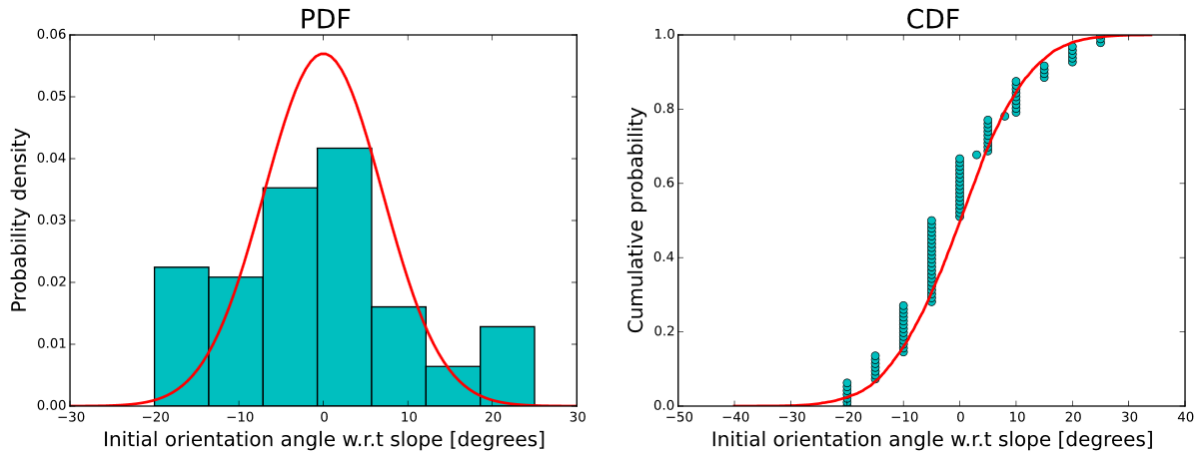 PDF
0.06
0.05
0.04
0.03
0.02
0.01
0.00
Probability density
−30 −20 −10 0 10 20 30
Initial orientation angle w.r.t slope [degrees]
CDF
1.0
0.8
0.6
0.4
0.2
0.0
Cumulative probability
−50 −40 −30 −20 −10 0 10 20 30 40
Initial orientation angle w.r.t slope [degrees]